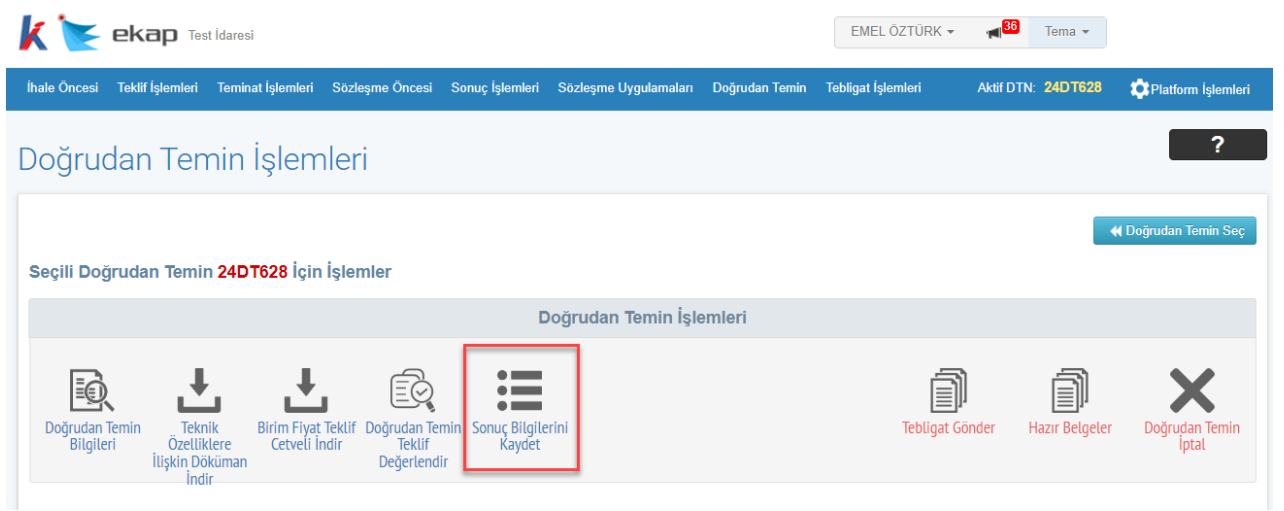 ekap Test İdaresi
EMEL ÖZTÜRK
36
Tema
İhale Öncesi Teklif İşlemleri Teminat İşlemleri Sözleşme Öncesi Sonuç İşlemleri Sözleşme Uygulamaları Doğrudan Temin Tebligat İşlemleri Aktif DTN: 24DT628 Platform İşlemleri
Doğrudan Temin İşlemleri
?
Doğrudan Temin Seç
Seçili Doğrudan Temin 24DT628 İçin İşlemler
Doğrudan Temin İşlemleri
Doğrudan Temin
Bilgileri
Teknik
Özelliklere
İlişkin Döküman
İndir
Birim Fiyat Teklif
Cetveli İndir
Doğrudan Temin
Teklif
Değerlendir
Sonuç Bilgilerini
Kaydet
Tebligat Gönder
Hazır Belgeler
Doğrudan Temin
İptal